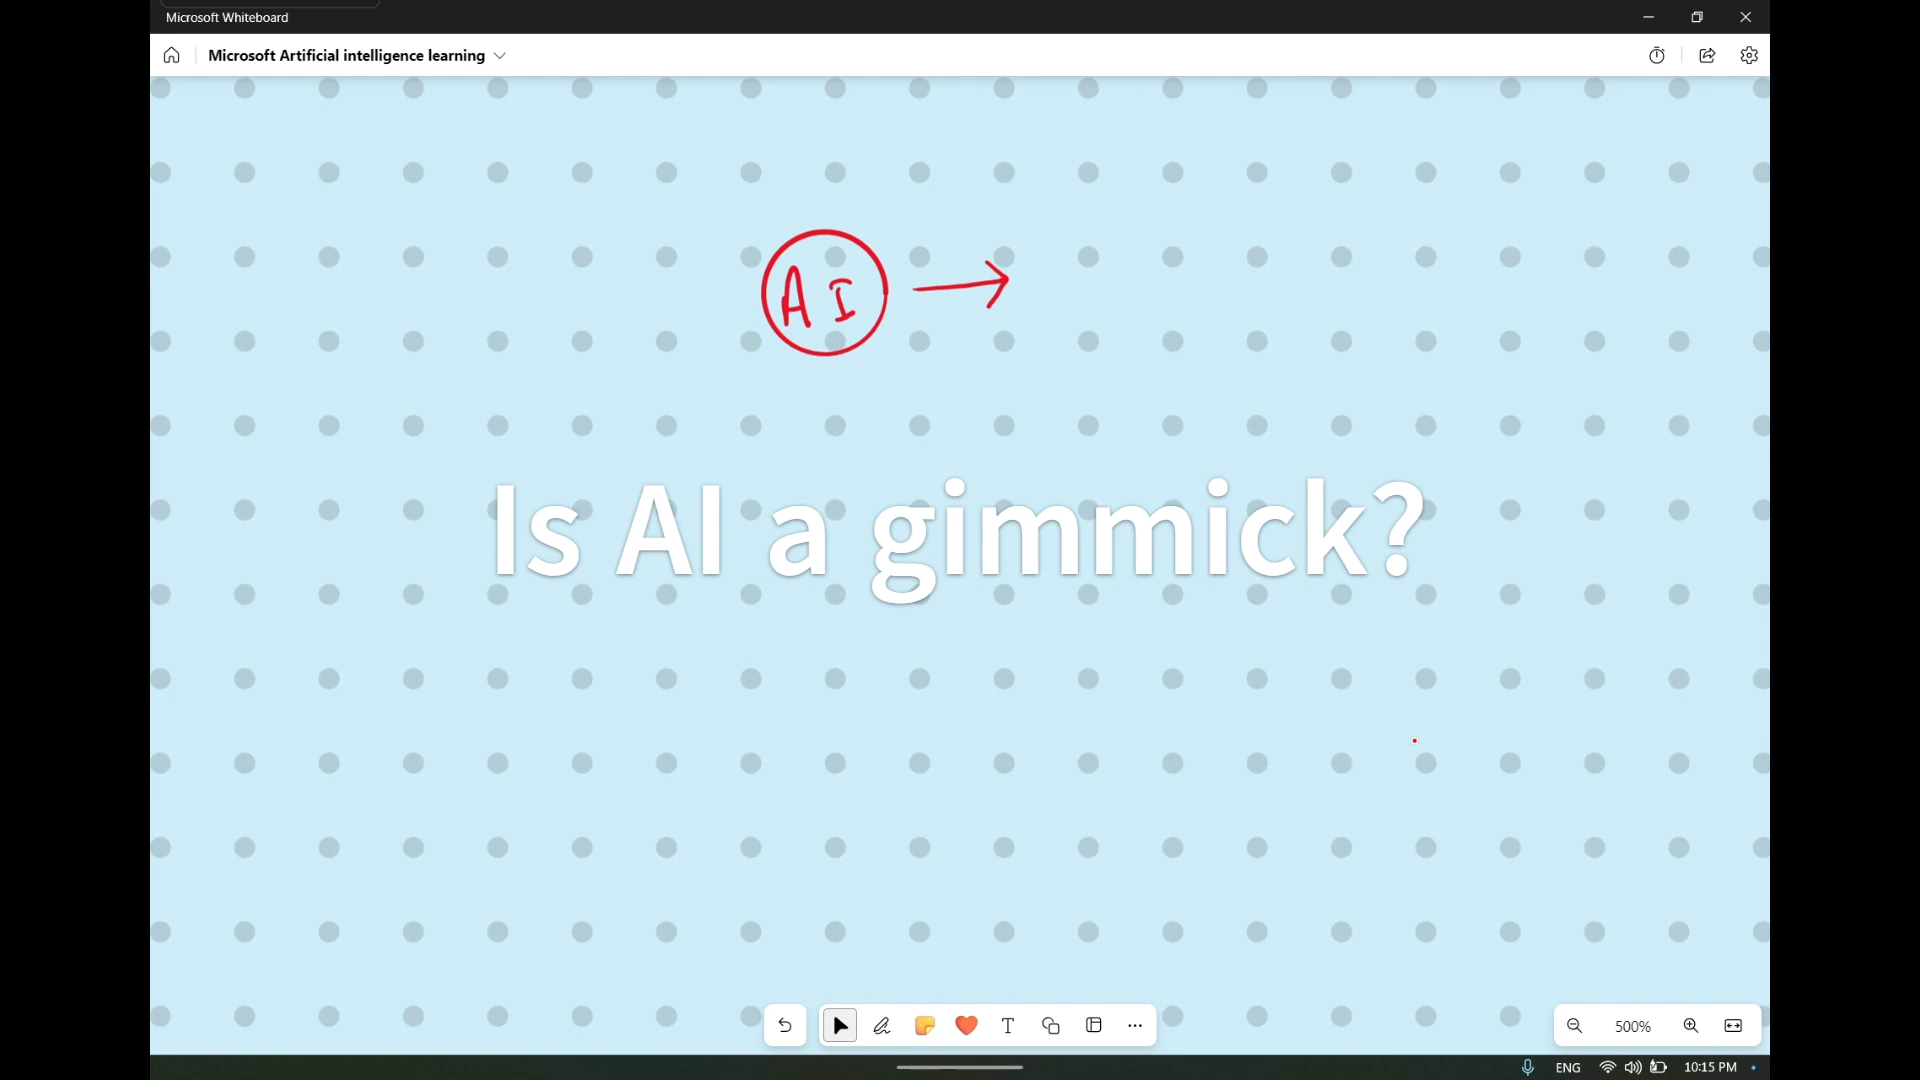 Microsoft Whiteboard
Microsoft Artificial intelligence learning
AI
Is AI a gimmick?
T
500%
ENG
10:15 PM